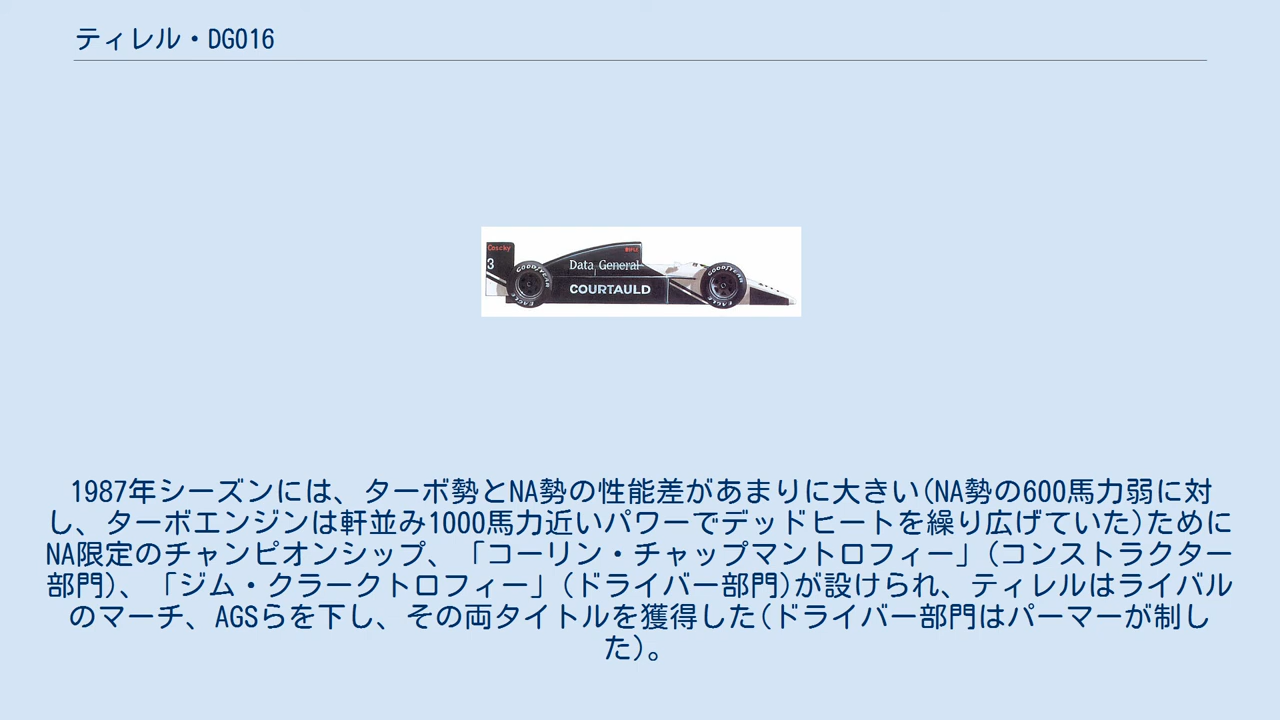 ティレル・DG016
Coscky
3
RIFLE
Data General
COURTAULD
GOODYEAR
EAGLE
GOODYEAR
EAGLE
1987年シーズンには、ターボ勢とNA勢の性能差があまりに大きい(NA勢の600馬力弱に対
し、ターボエンジンは軒並み1000馬力近いパワーでデッドヒートを繰り広げていた)ために
NA限定のチャンピオンシップ、「コーリン・チャップマントロフィー」(コンストラクター
部門)、「ジム・クラークトロフィー」(ドライバー部門)が設けられ、ティレルはライバル
のマーチ、AGSらを下し、その両タイトルを獲得した(ドライバー部門はパーマーが制し
た)。